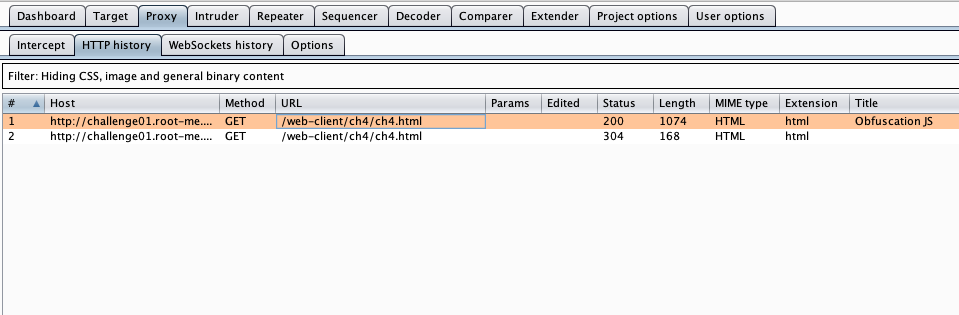 Dashboard Target Proxy Intruder Repeater Sequencer Decoder Comparer Extender Project options User options
Intercept HTTP history WebSockets history Options
Filter: Hiding CSS, image and general binary content
# Host Method URL Params Edited Status Length MIME type Extension Title
1 http://challenge01.root-me.... GET /web-client/ch4/ch4.html 200 1074 HTML html Obfuscation JS
2 http://challenge01.root-me.... GET /web-client/ch4/ch4.html 304 168 HTML html